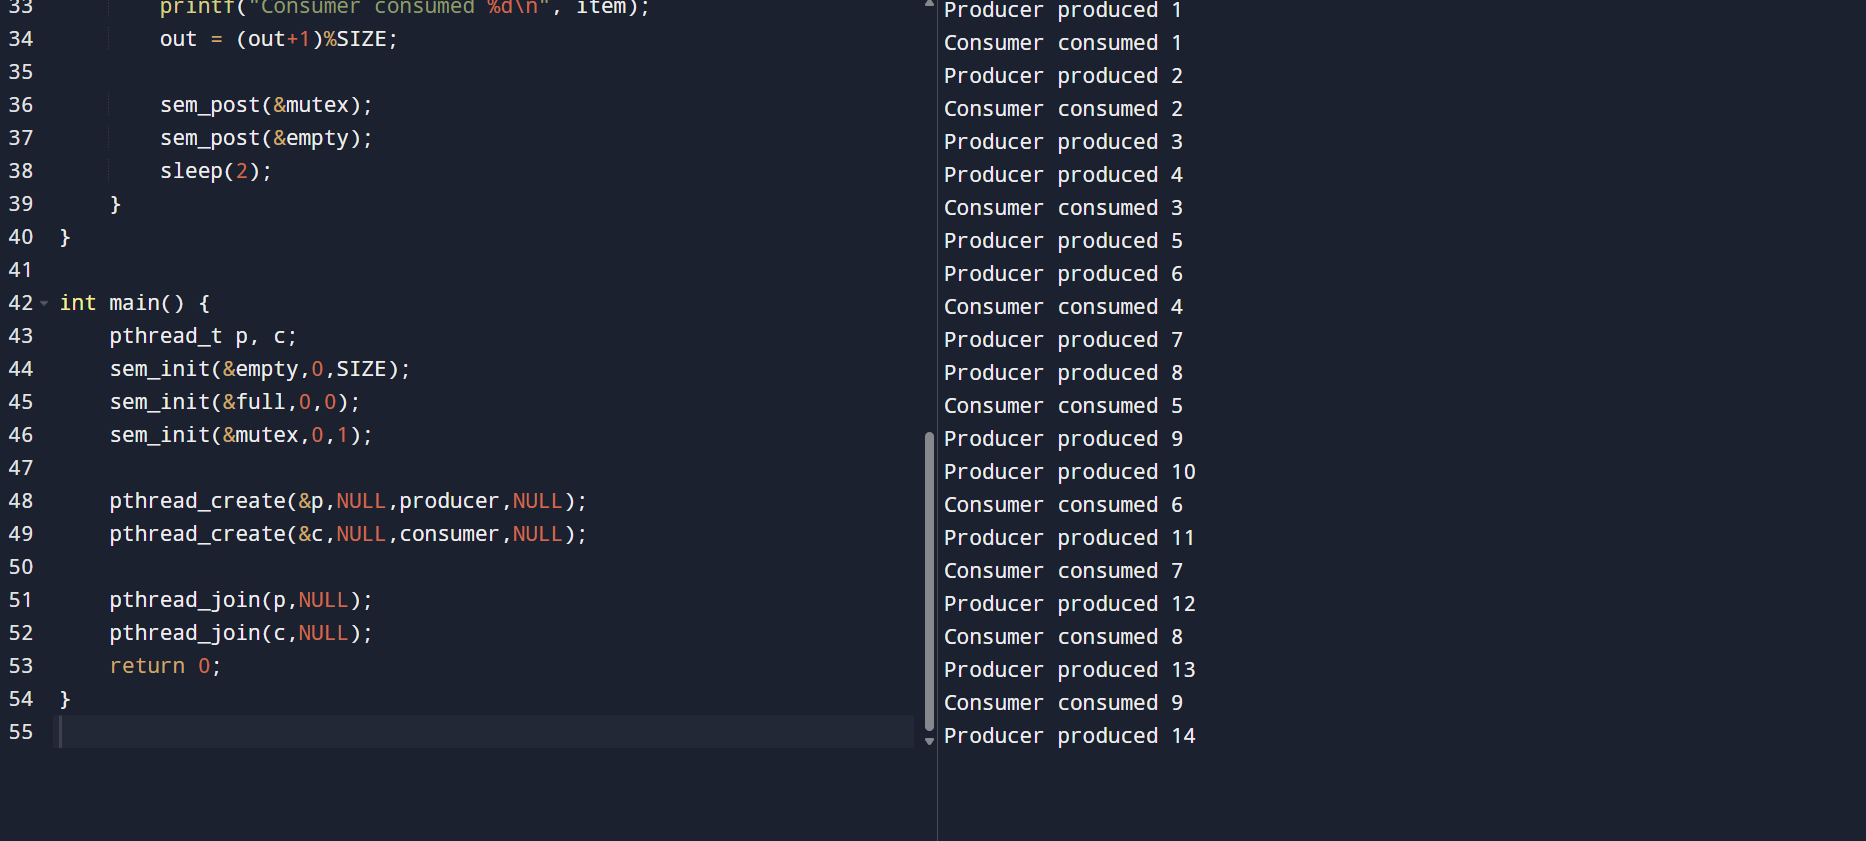 33 printf("Consumer consumed %d\n", item);
34 out = (out+1)%SIZE;
35
36 sem_post(&mutex);
37 sem_post(&empty);
38 sleep(2);
39 }
40 }
41
42 int main() {
43 pthread_t p, c;
44 sem_init(&empty,0,SIZE);
45 sem_init(&full,0,0);
46 sem_init(&mutex,0,1);
47
48 pthread_create(&p,NULL,producer,NULL);
49 pthread_create(&c,NULL,consumer,NULL);
50
51 pthread_join(p,NULL);
52 pthread_join(c,NULL);
53 return 0;
54 }
55
Producer produced 1
Consumer consumed 1
Producer produced 2
Consumer consumed 2
Producer produced 3
Producer produced 4
Consumer consumed 3
Producer produced 5
Producer produced 6
Consumer consumed 4
Producer produced 7
Producer produced 8
Consumer consumed 5
Producer produced 9
Producer produced 10
Consumer consumed 6
Producer produced 11
Consumer consumed 7
Producer produced 12
Consumer consumed 8
Producer produced 13
Consumer consumed 9
Producer produced 14